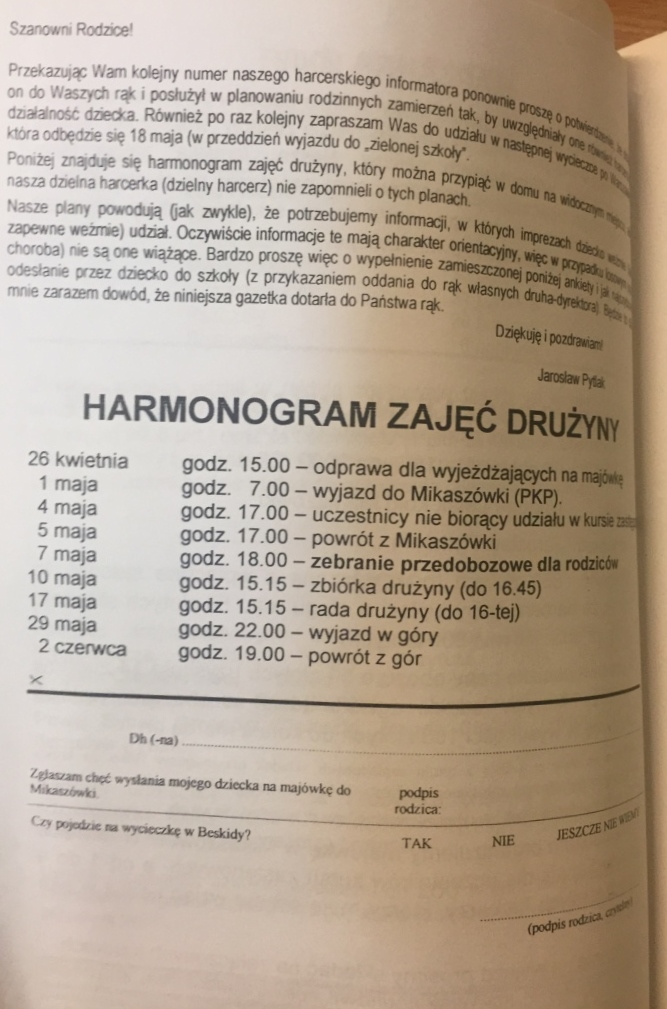 Szanowni Rodzice!
Przekazując Wam kolejny numer naszego harcerskiego informatora ponownie proszę o potwierdzenie, że
on do Waszych rąk i posłużył w planowaniu rodzinnych zamierzeń tak, by uwzględniały one również
działalność dziecka. Również po raz kolejny zapraszam Was do udziału w następnej wycieczce po
która odbędzie się 18 maja (w przeddzień wyjazdu do „zielonej szkoły".
Poniżej znajduje się harmonogram zajęć drużyny, który można przypiąć w domu na widocznym miejscu,
nasza dzielna harcerka (dzielny harcerz) nie zapomnieli o tych planach.
Nasze plany powodują (jak zwykle), że potrzebujemy informacji, w których imprezach dziecko
zapewne weźmie) udział. Oczywiście informacje te mają charakter orientacyjny, więc w przypadku
choroba) nie są one wiążące. Bardzo proszę więc o wypełnienie zamieszczonej poniżej ankiety i jak
odesłanie przez dziecko do szkoły (z przykazaniem oddania do rąk własnych druha-dyrektora). Będzie to
mnie zarazem dowód, że niniejsza gazetka dotarła do Państwa rąk.
Dziękuję i pozdrawiam!
Jarosław Pytlak
HARMONOGRAM ZAJĘĆ DRUŻYNY
26 kwietnia godz. 15.00 – odprawa dla wyjeżdżających na majówkę
1 maja godz. 7.00 – wyjazd do Mikaszówki (PKP).
4 maja godz. 17.00 – uczestnicy nie biorący udziału w kursie
5 maja godz. 17.00 – powrót z Mikaszówki
7 maja godz. 18.00 – zebranie przedobozowe dla rodziców
10 maja godz. 15.15 – zbiórka drużyny (do 16.45)
17 maja godz. 15.15 – rada drużyny (do 16-tej)
29 maja godz. 22.00 – wyjazd w góry
2 czerwca godz. 19.00 – powrót z gór
Dh (-na)
Zgłaszam chęć wysłania mojego dziecka na majówkę do
Mikaszówki.
podpis
rodzica:
Czy pojedzie na wycieczkę w Beskidy? TAK NIE JESZCZE NIE WIEMY
(podpis rodzica, czytelny)